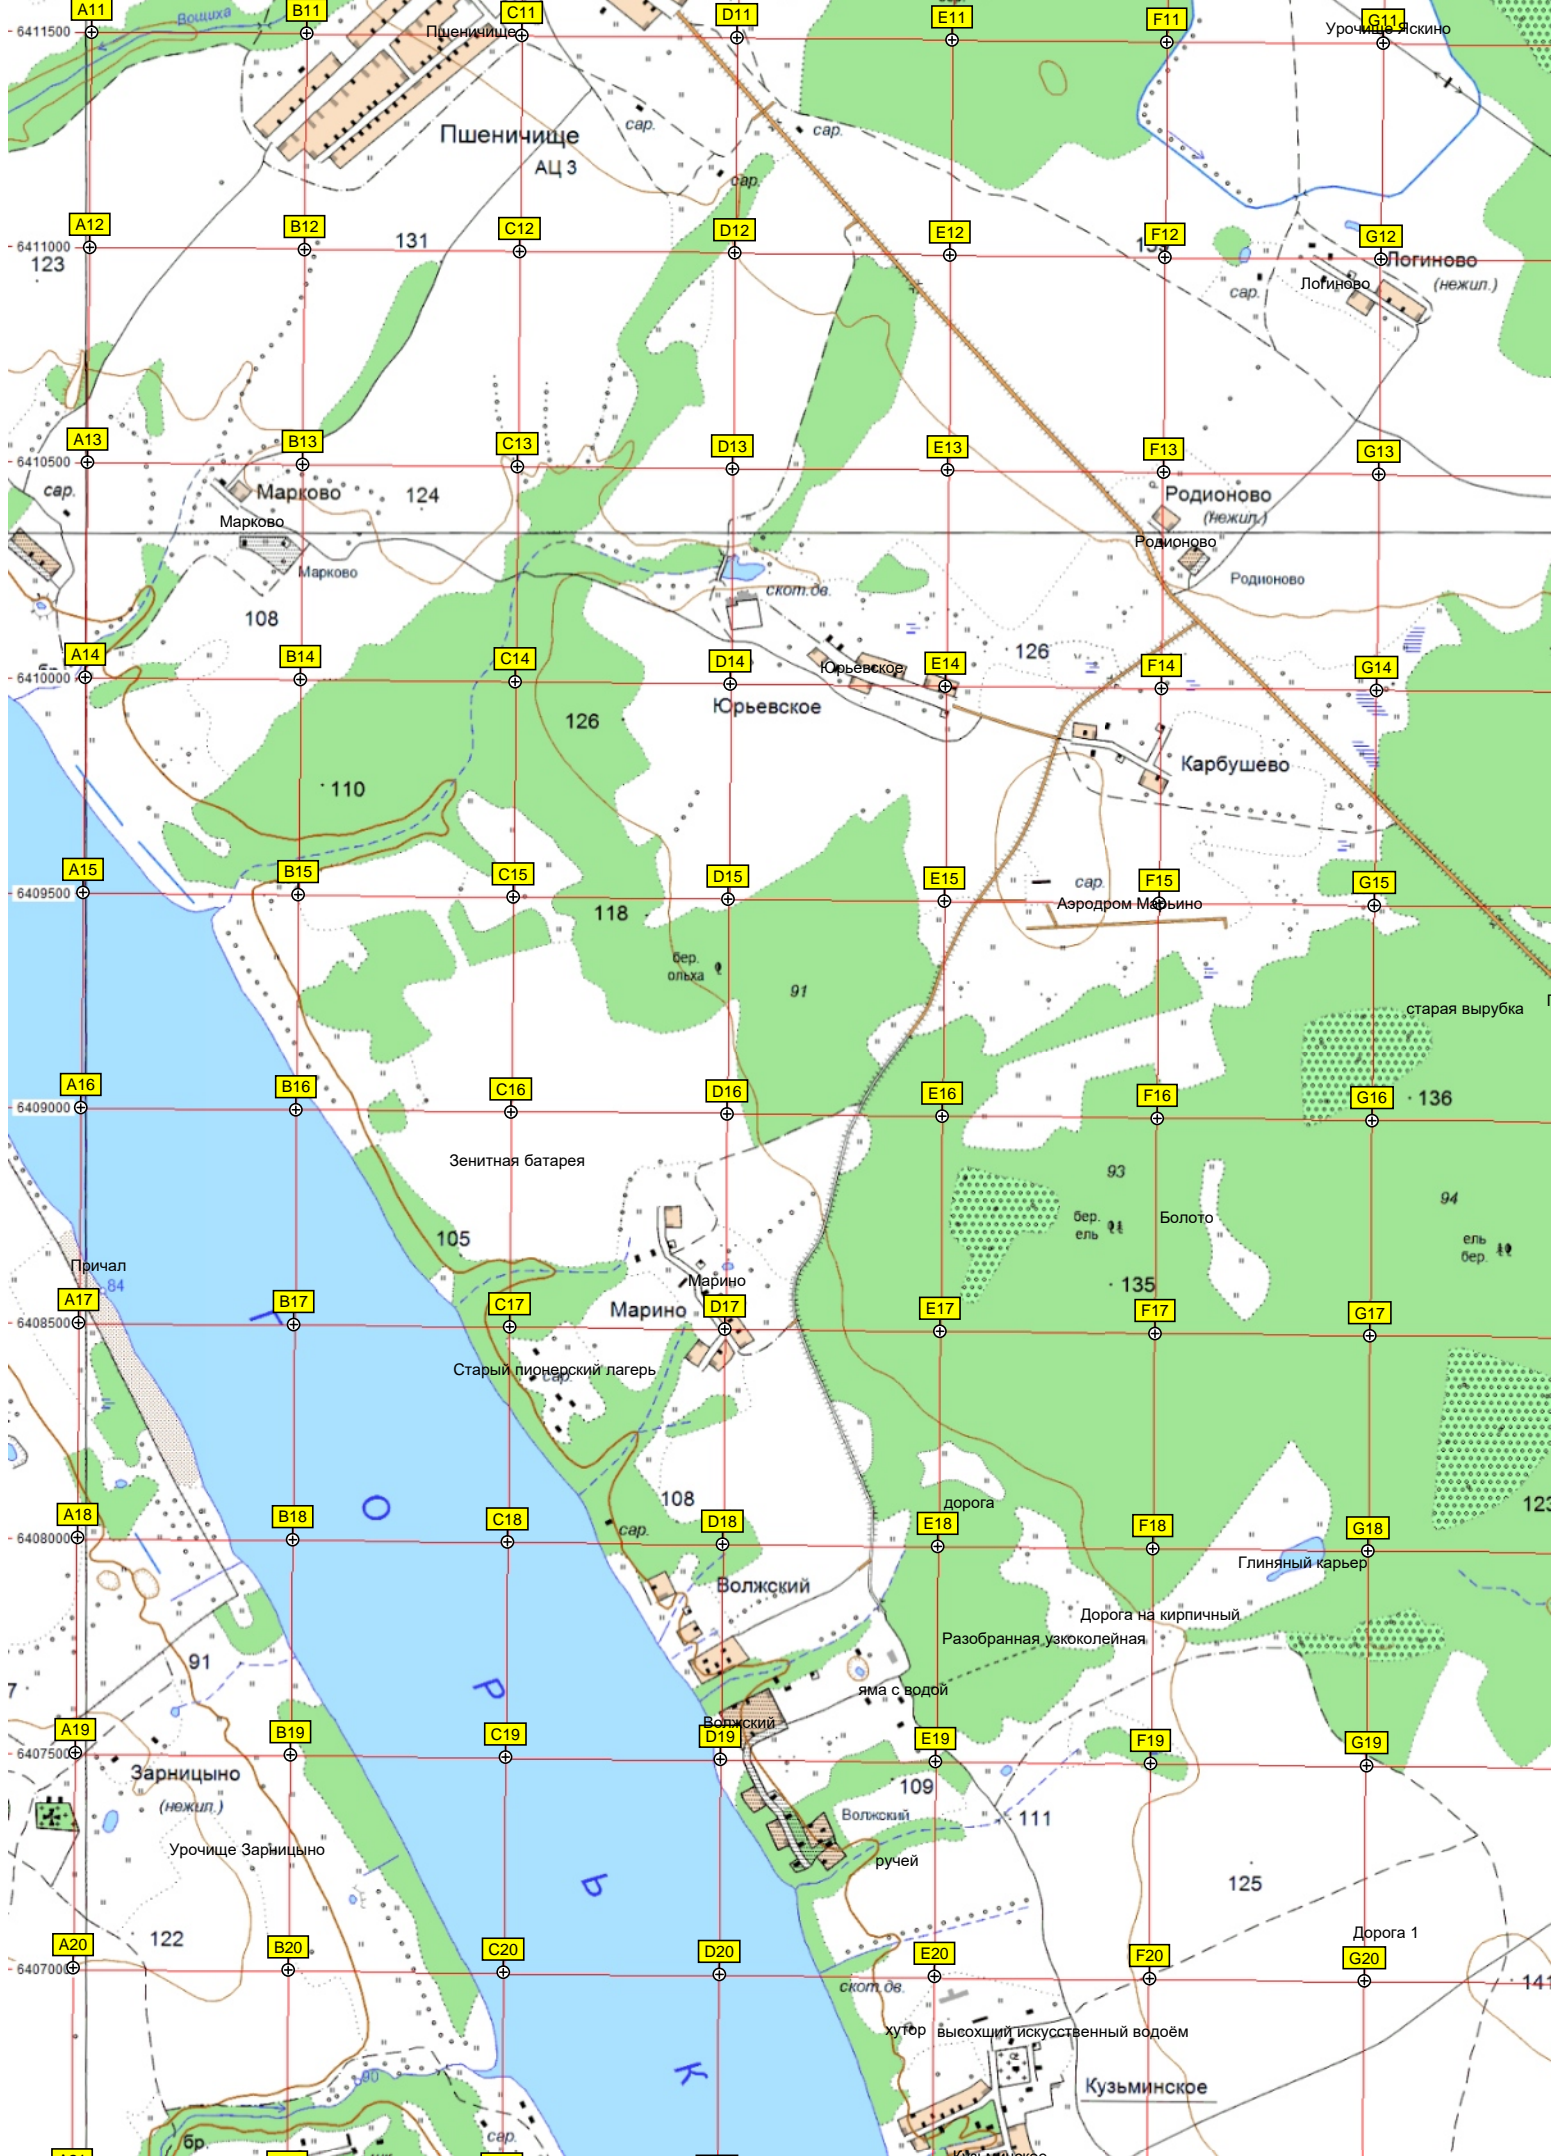 A11
B11
C11
D11
E11
F11
G11
Вощиха
Пшеничище
Урочище Яскино
6411500
сар.
сар.
Пшеничище
АЦ 3
сар.
A12
B12
C12
D12
E12
F12
G12
6411000
131
123
Логиново
Логиново
(нежил.)
сар.
A13
B13
C13
D13
E13
F13
G13
6410500
сар.
Марково
124
Родионово
(нежил.)
Марково
Родионово
Марково
Родионово
скот.дв.
108
126
A14
B14
C14
D14
E14
F14
G14
6410000
Юрьевское
Юрьевское
126
Карбушево
110
A15
B15
C15
D15
E15
F15
G15
6409500
сар.
Аэродром Марьино
118
бер.
ольха
91
старая вырубка
A16
B16
C16
D16
E16
F16
G16
6409000
136
Зенитная батарея
93
94
бер.
ель
Болото
105
ель
бер.
Причал
84
Марино
135
A17
B17
C17
D17
E17
F17
G17
6408500
Марино
Г
Старый пионерский лагерь
сар.
108
О
дорога
123
A18
B18
C18
D18
E18
F18
G18
6408000
сар.
Глиняный карьер
Волжский
Дорога на кирпичный
Разобранная узкоколейная
91
7
Р
яма с водой
Волжский
A19
B19
C19
D19
E19
F19
G19
6407500
Зарницыно
(нежил.)
109
Волжский
111
Урочище Зарницыно
ручей
Ь
125
122
Дорога 1
A20
B20
C20
D20
E20
F20
G20
6407000
скот.дв.
141
хутор
высохший искусственный водоём
К
90
Кузьминское
бр.
сар.